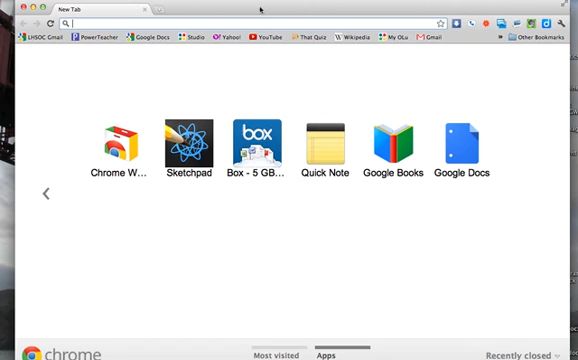 New Tab
LHSOC Gmail PowerTeacher Google Docs Studio Yahoo! YouTube That Quiz Wikipedia My OLu Gmail » Other Bookmarks
box
Chrome W... Sketchpad Box - 5 GB... Quick Note Google Books Google Docs
chrome Most visited Apps Recently closed